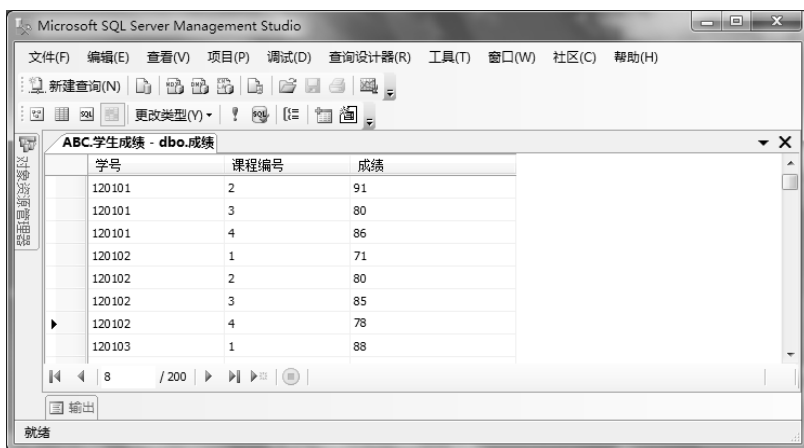 Microsoft SQL Server Management Studio
文件(F) 编辑(E) 查看(V) 项目(P) 调试(D) 查询设计器(R) 工具(T) 窗口(W) 社区(C) 帮助(H)
新建查询(N)
更改类型(Y)
ABC.学生成绩 - dbo.成绩
对象资源管理器
学号 课程编号 成绩
120101 2 91
120101 3 80
120101 4 86
120102 1 71
120102 2 80
120102 3 85
120102 4 78
120103 1 88
8 / 200
输出
就绪